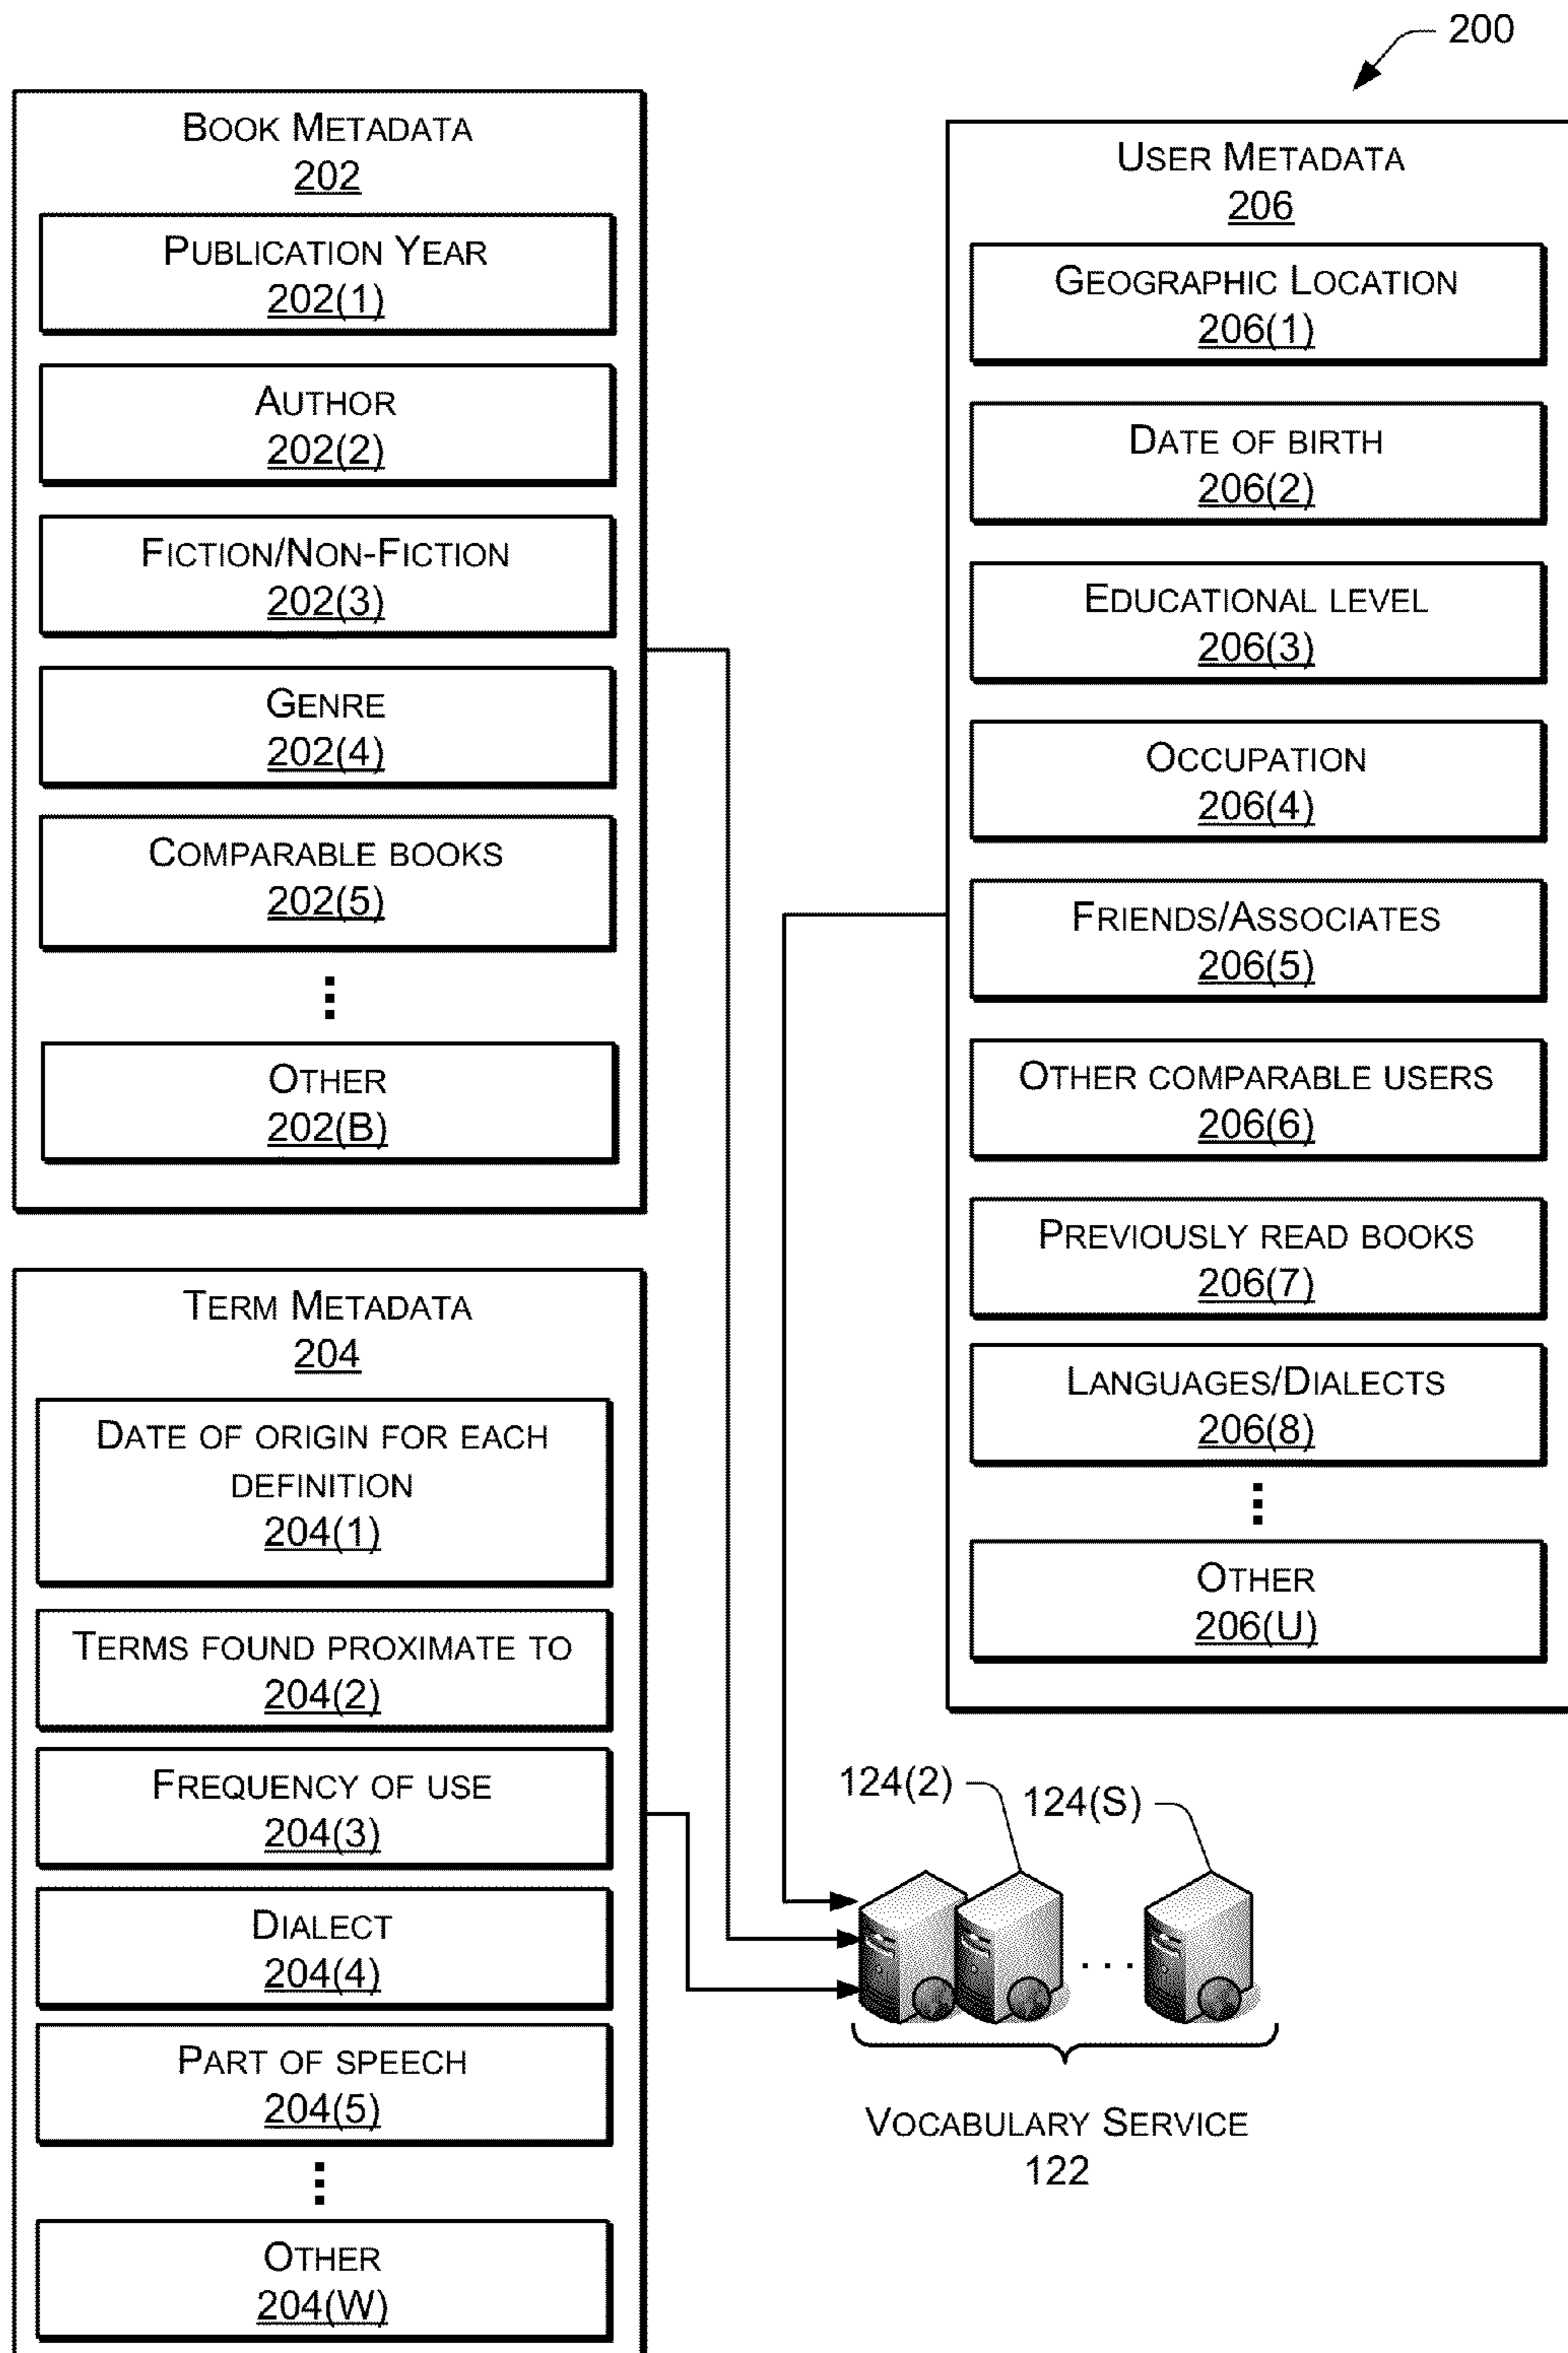 200
BOOK METADATA
202
PUBLICATION YEAR
202(1)
AUTHOR
202(2)
FICTION/NON-FICTION
202(3)
GENRE
202(4)
COMPARABLE BOOKS
202(5)
OTHER
202(B)
TERM METADATA
204
DATE OF ORIGIN FOR EACH
DEFINITION
204(1)
TERMS FOUND PROXIMATE TO
204(2)
FREQUENCY OF USE
204(3)
DIALECT
204(4)
PART OF SPEECH
204(5)
OTHER
204(W)
USER METADATA
206
GEOGRAPHIC LOCATION
206(1)
DATE OF BIRTH
206(2)
EDUCATIONAL LEVEL
206(3)
OCCUPATION
206(4)
FRIENDS/ASSOCIATES
206(5)
OTHER COMPARABLE USERS
206(6)
PREVIOUSLY READ BOOKS
206(7)
LANGUAGES/DIALECTS
206(8)
OTHER
206(U)
124(2)
124(S)
VOCABULARY SERVICE
122